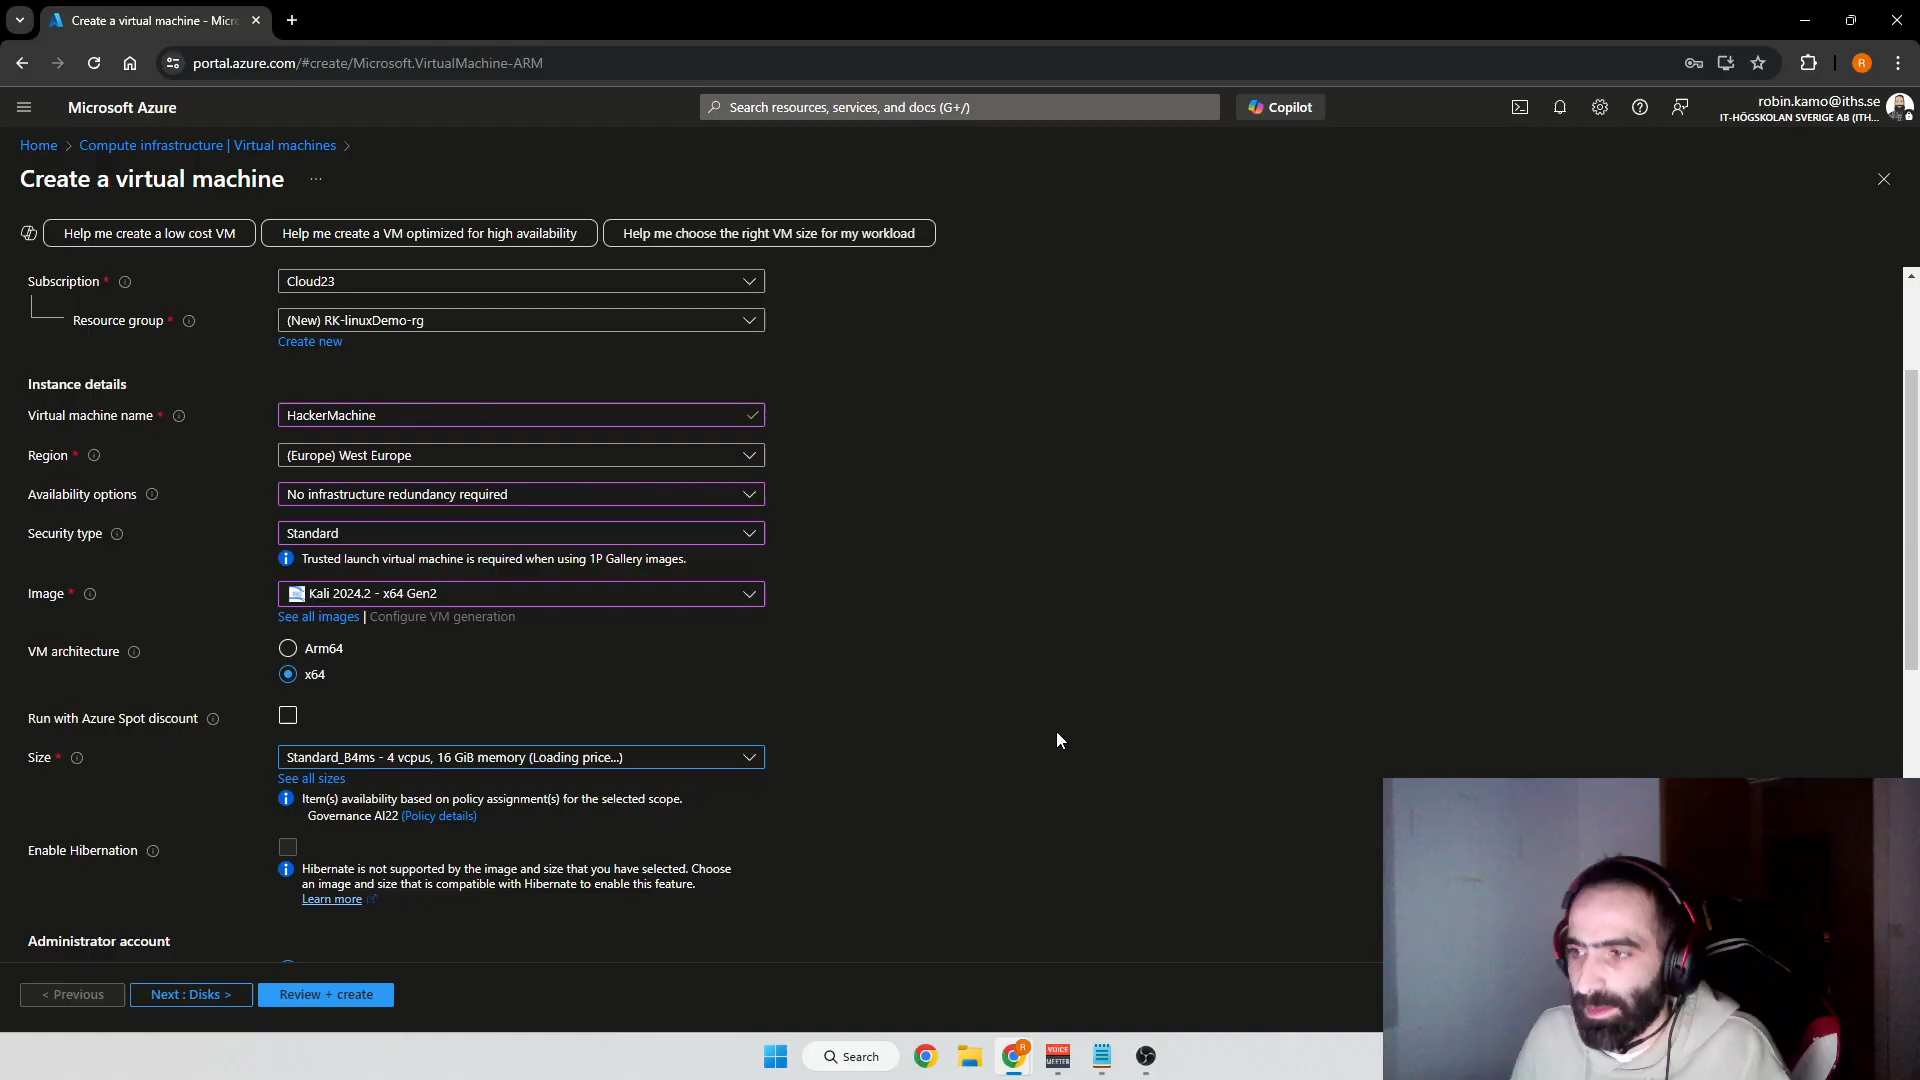 Create a virtual machine - Micr
portal.azure.com/#create/Microsoft.VirtualMachine-ARM
R
Microsoft Azure
Search resources, services, and docs (G+/)
Copilot
robin.kamo@iths.se
IT-HÖGSKOLAN SVERIGE AB (ITH...
Home > Compute infrastructure | Virtual machines >
Create a virtual machine ...
Help me create a low cost VM
Help me create a VM optimized for high availability
Help me choose the right VM size for my workload
Subscription *
Cloud23
Resource group *
(New) RK-linuxDemo-rg
Create new
Instance details
Virtual machine name *
HackerMachine
Region *
(Europe) West Europe
Availability options
No infrastructure redundancy required
Security type
Standard
Trusted launch virtual machine is required when using 1P Gallery images.
Image *
Kali 2024.2 - x64 Gen2
See all images | Configure VM generation
VM architecture
Arm64
x64
Run with Azure Spot discount
Size *
Standard_B4ms - 4 vcpus, 16 GiB memory (Loading price...)
See all sizes
Item(s) availability based on policy assignment(s) for the selected scope.
Governance AI22 (Policy details)
Enable Hibernation
Hibernate is not supported by the image and size that you have selected. Choose
an image and size that is compatible with Hibernate to enable this feature.
Learn more
Administrator account
< Previous
Next : Disks >
Review + create
Search
R
VOICE
MEETER